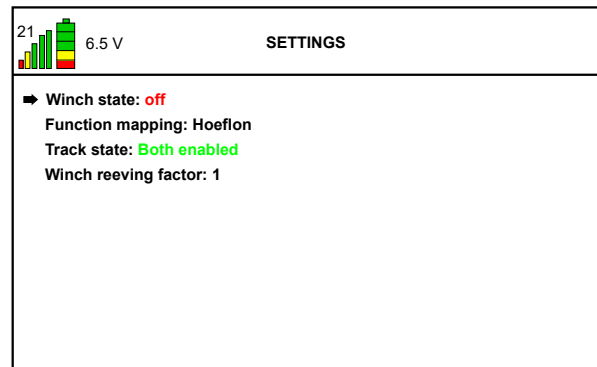 21
6.5 V
SETTINGS
Winch state: off
Function mapping: Hoeflon
Track state: Both enabled
Winch reeving factor: 1